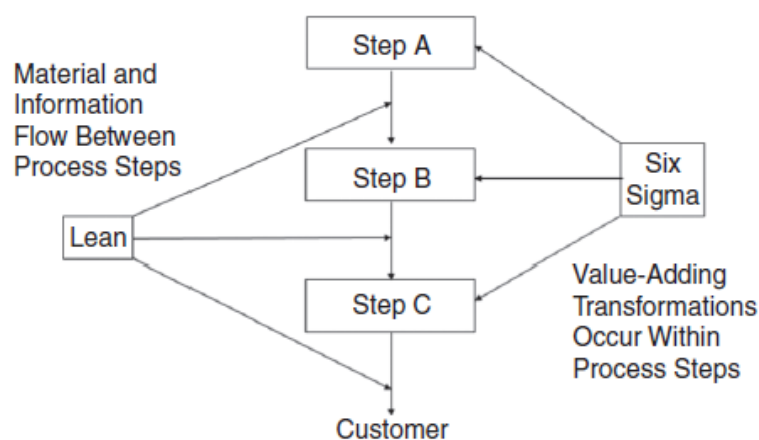 Step A
Material and
Information
Flow Between
Process Steps
Step B
Six
Sigma
Lean
Value-Adding
Transformations
Occur Within
Process Steps
Step C
Customer